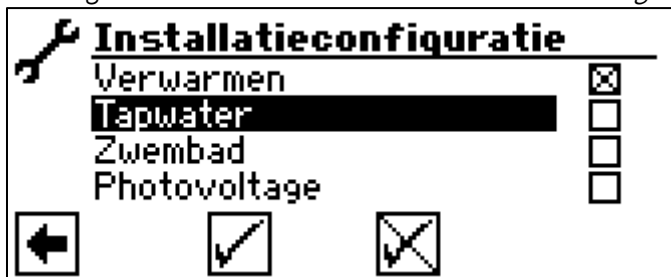 Installatieconfiguratie
Verwarmen
Tapwater
Zwembad
Photovoltage